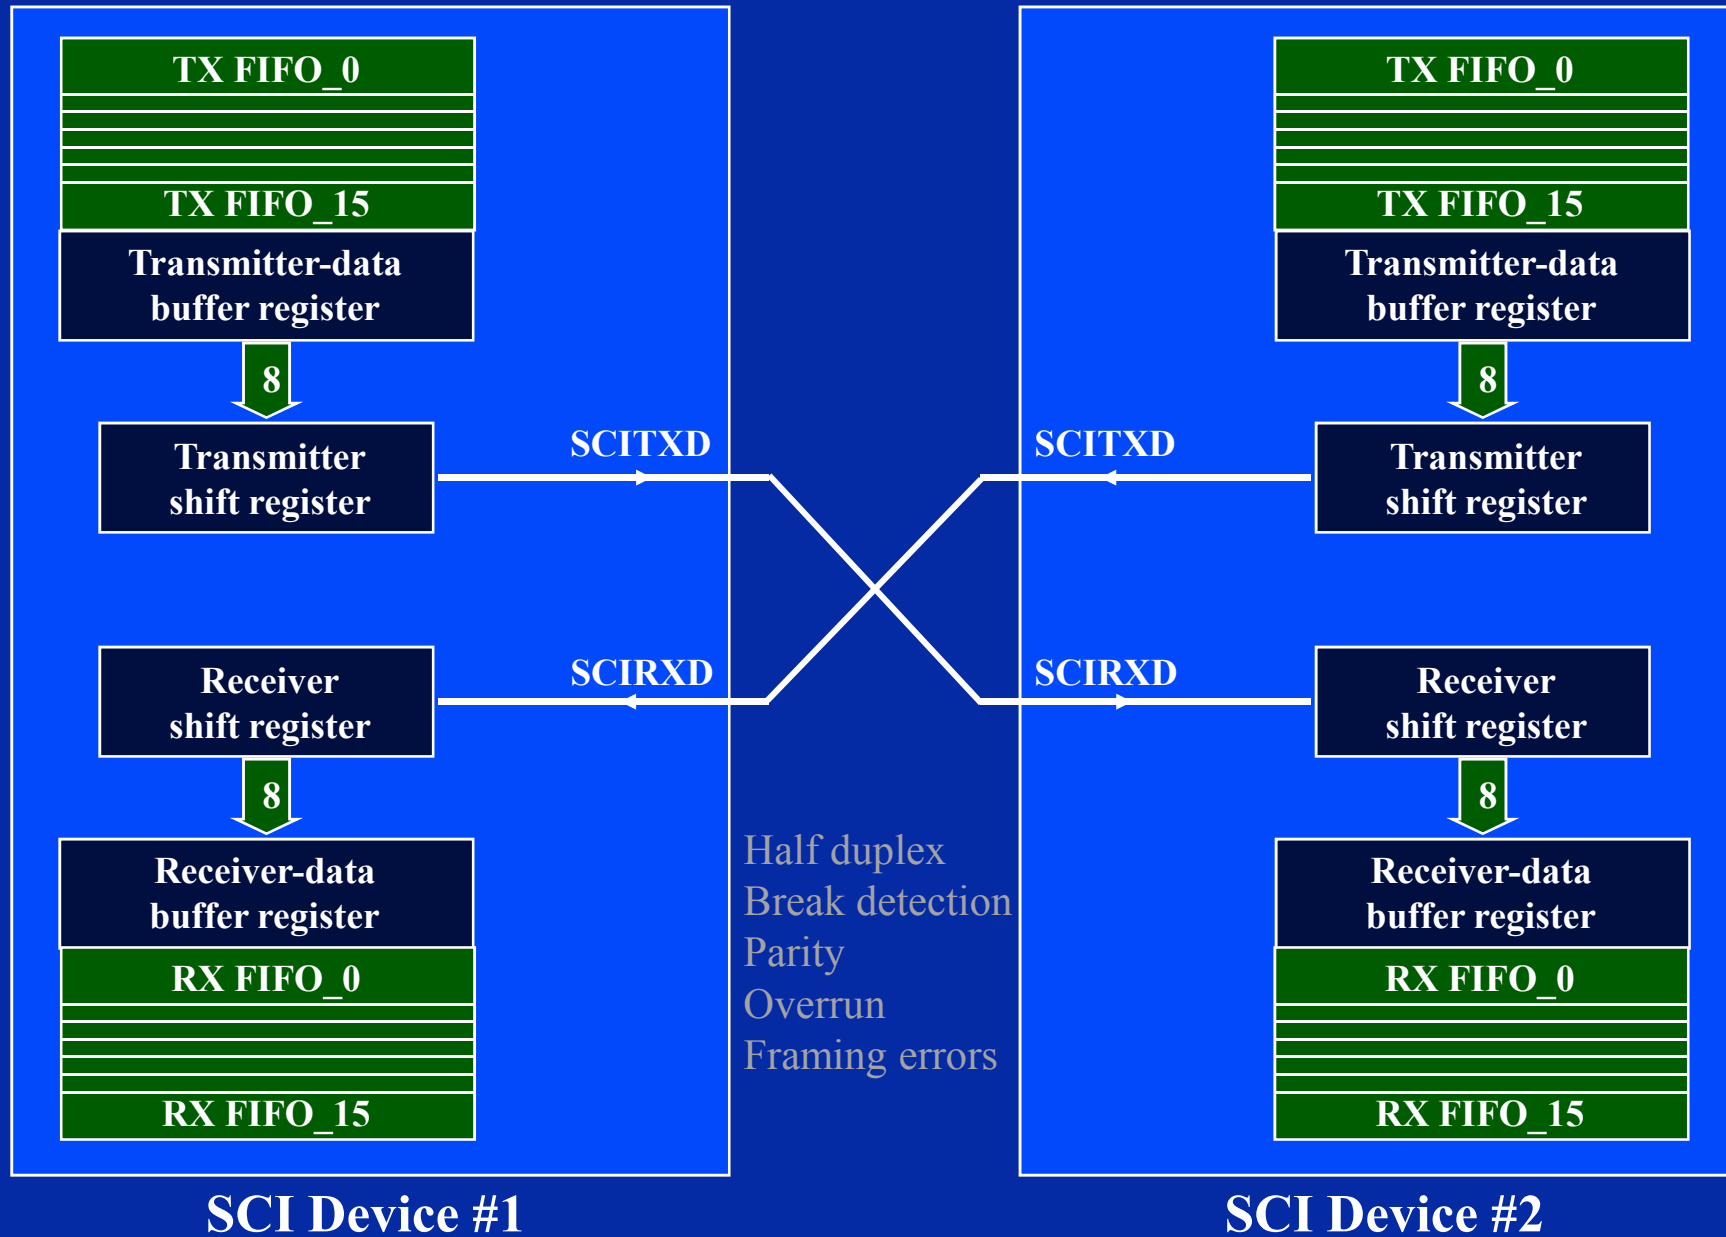 TX FIFO_0
TX FIFO_15
Transmitter-data
buffer register
8
Transmitter
shift register
SCITXD
Receiver
shift register
SCIRXD
8
Receiver-data
buffer register
RX FIFO_0
RX FIFO_15
SCI Device #1
Half duplex
Break detection
Parity
Overrun
Framing errors
TX FIFO_0
TX FIFO_15
Transmitter-data
buffer register
8
SCITXD
Transmitter
shift register
SCIRXD
Receiver
shift register
8
Receiver-data
buffer register
RX FIFO_0
RX FIFO_15
SCI Device #2